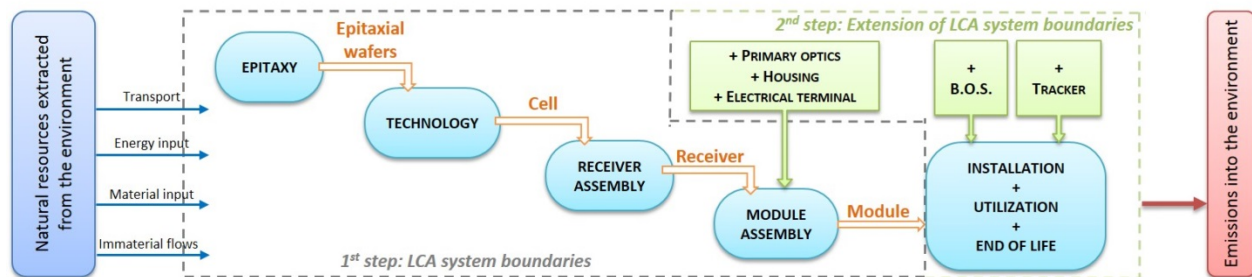 Natural resources extracted
from the environment
Transport
Energy input
Material input
Immaterial flows
EPITAXY
Epitaxial
wafers
TECHNOLOGY
Cell
RECEIVER
ASSEMBLY
Receiver
MODULE
ASSEMBLY
Module
1st step: LCA system boundaries
2nd step: Extension of LCA system boundaries
+ PRIMARY OPTICS
+ HOUSING
+ ELECTRICAL TERMINAL
+
B.O.S.
+
TRACKER
INSTALLATION
+
UTILIZATION
+
END OF LIFE
Emissions into the environment